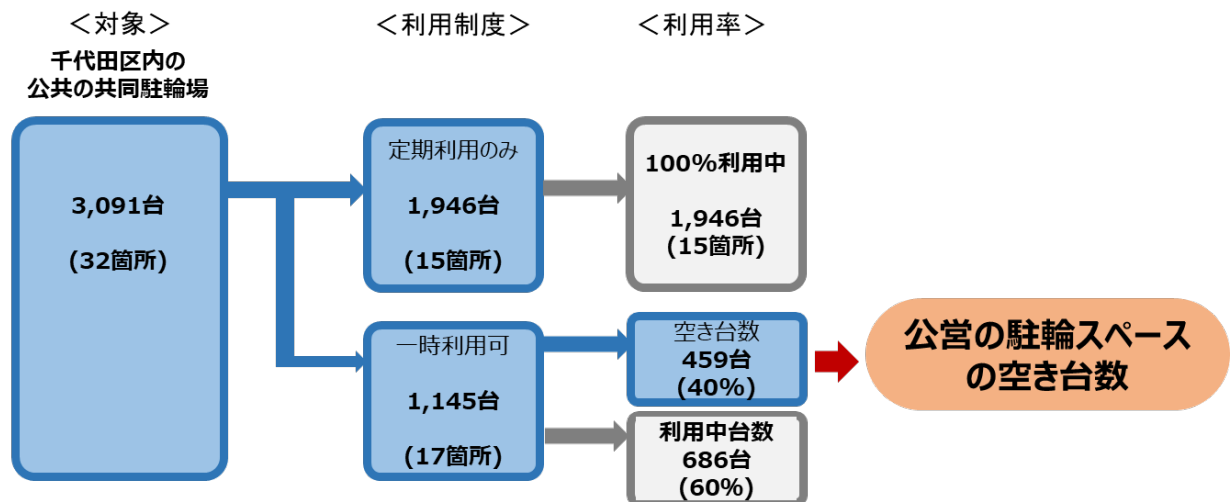 ＜対象＞
千代田区内の
公共の共同駐輪場
3,091台
(32箇所)
＜利用制度＞
定期利用のみ
1,946台
(15箇所)
一時利用可
1,145台
(17箇所)
＜利用率＞
100%利用中
1,946台
(15箇所)
空き台数
459台
(40%)
利用中台数
686台
(60%)
公営の駐輪スペース
の空き台数